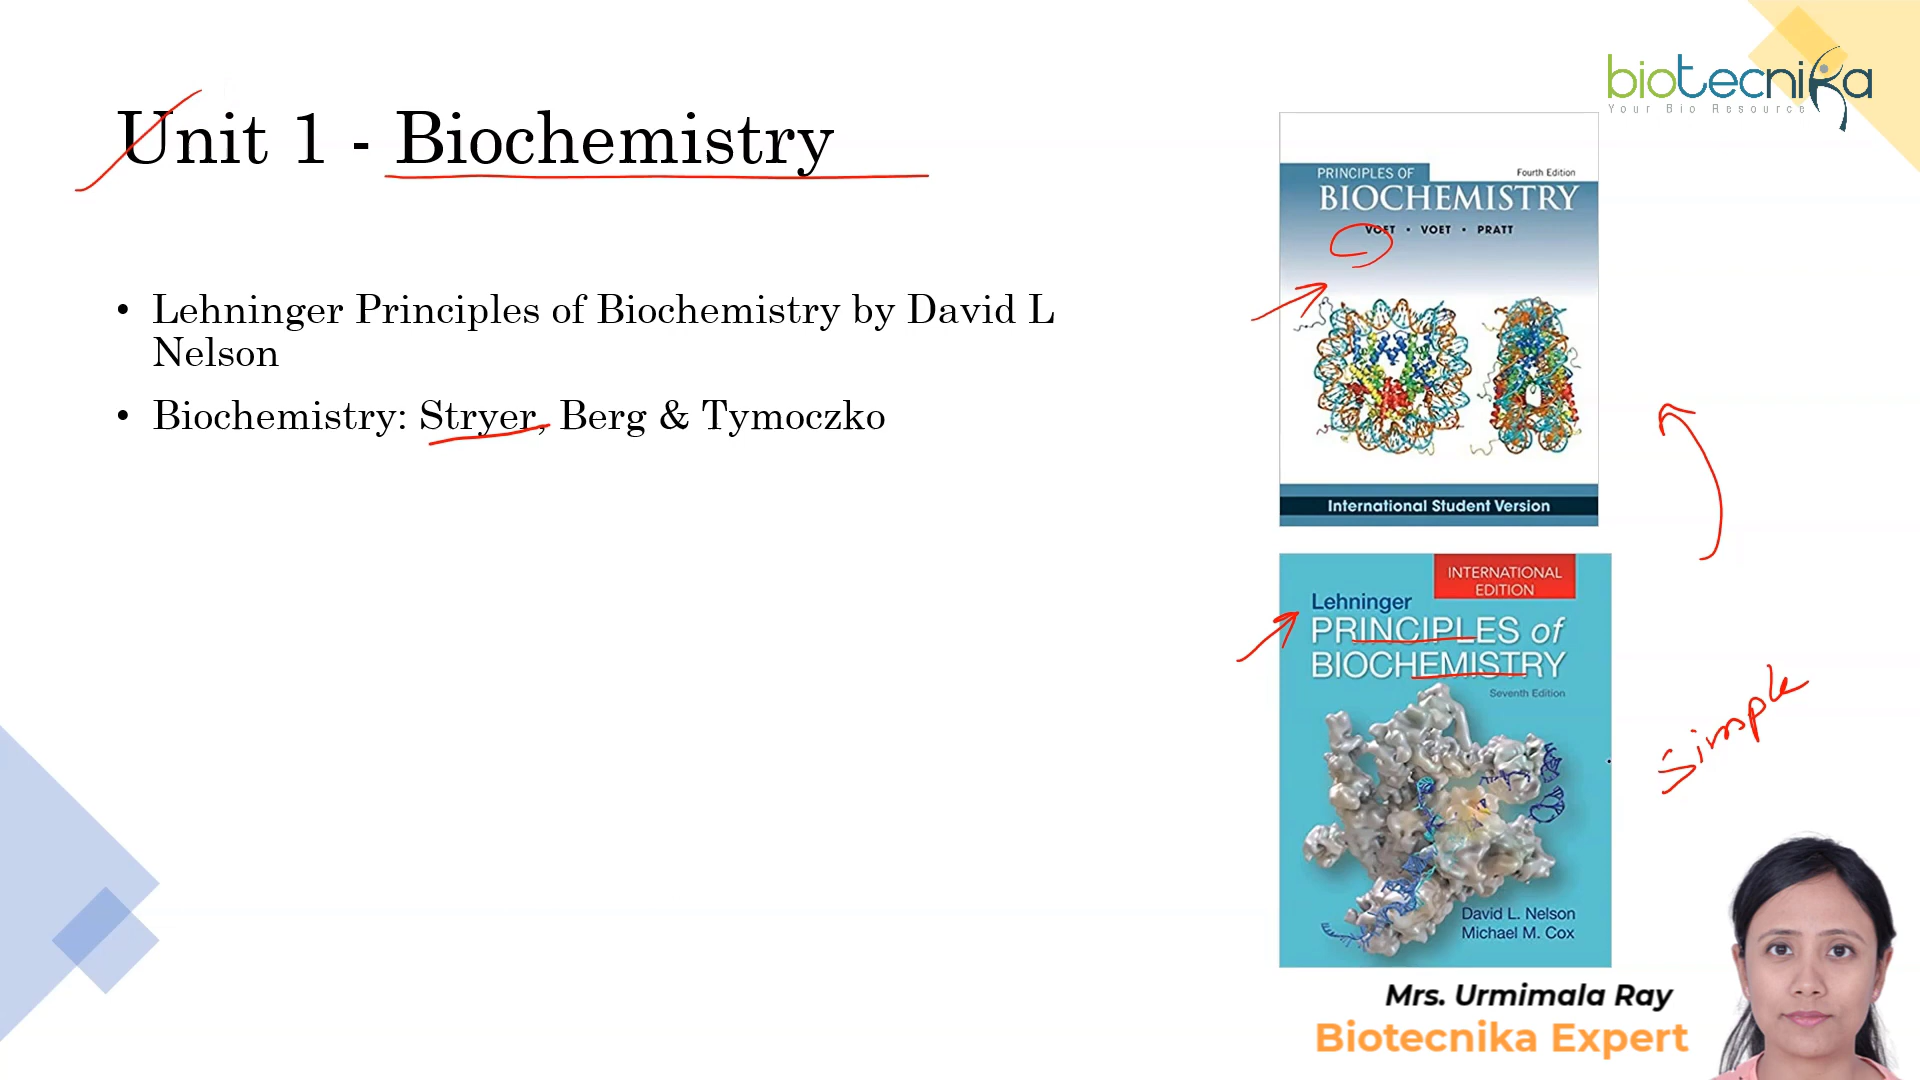 biotecnika
Your Bio Resource
Unit 1 - Biochemistry
• Lehninger Principles of Biochemistry by David L
Nelson
• Biochemistry: Stryer, Berg & Tymoczko
PRINCIPLES OF
Fourth Edition
BIOCHEMISTRY
VOET • VOET • PRATT
International Student Version
INTERNATIONAL
EDITION
Lehninger
PRINCIPLES of
BIOCHEMISTRY
Seventh Edition
David L. Nelson
Michael M. Cox
Simple
Mrs. Urmimala Ray
Biotecnika Expert